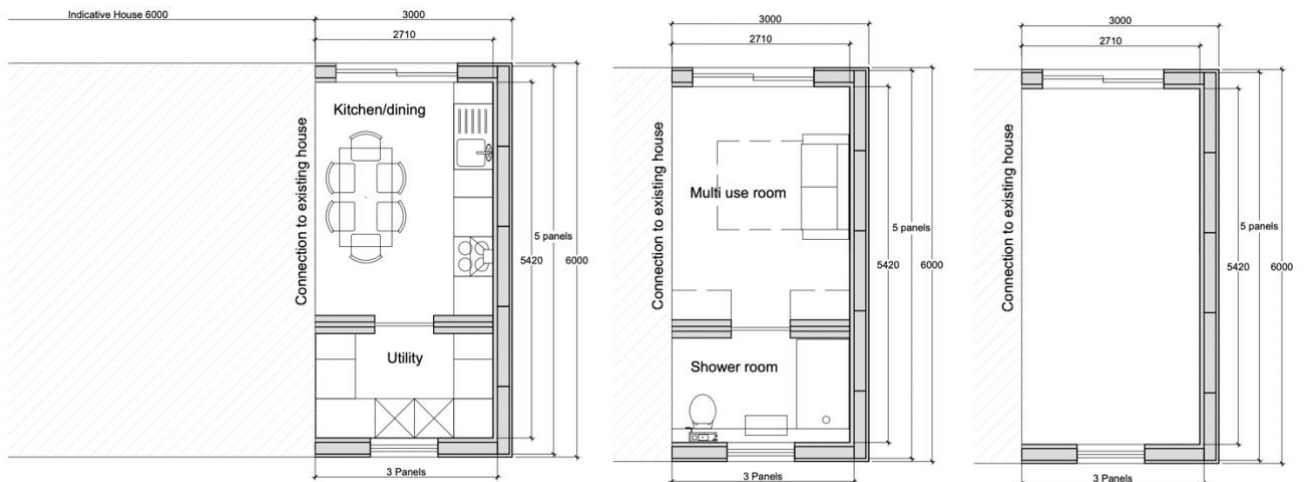 Indicative House 6000
3000
2710
Kitchen/dining
Connection to existing house
5 panels
5420
6000
Utility
3 Panels
3000
2710
Multi use room
Connection to existing house
5 panels
5420
6000
Shower room
3 Panels
3000
2710
Connection to existing house
5 panels
5420
6000
3 Panels